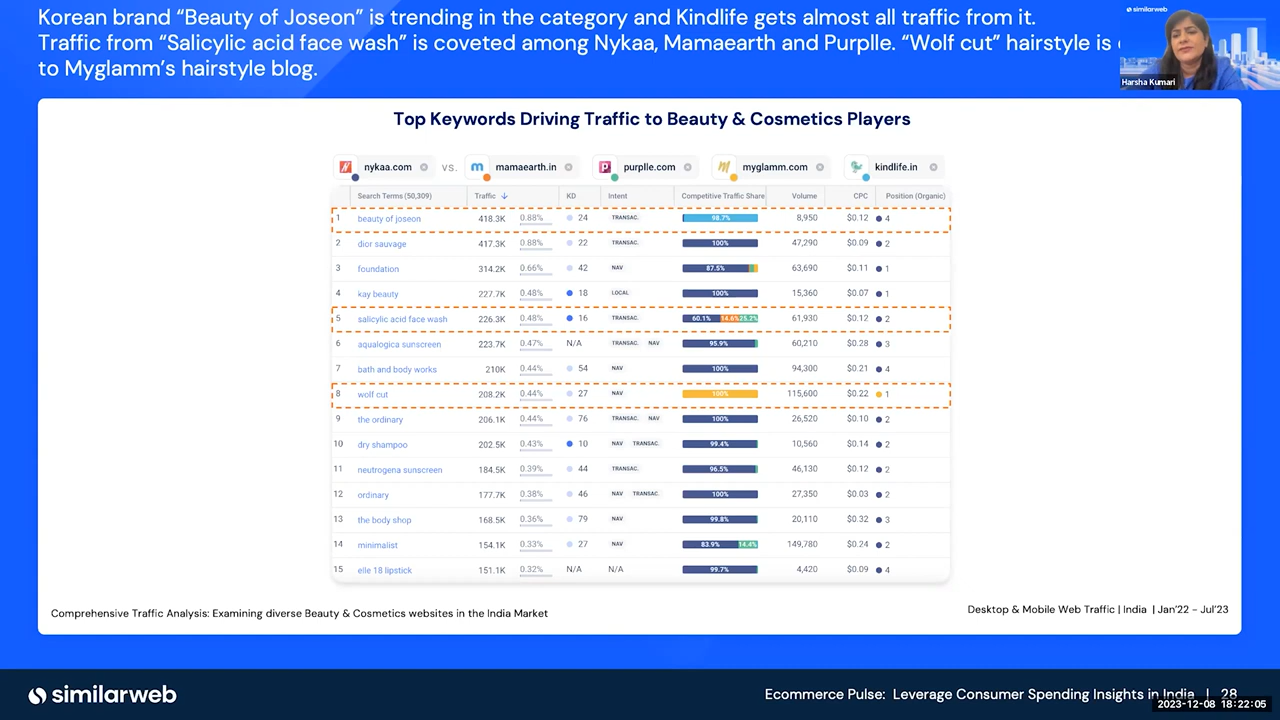 Korean brand “Beauty of Joseon” is trending in the category and Kindlife gets almost all traffic from it.
Traffic from “Salicylic acid face wash” is coveted among Nykaa, Mamaearth and Purplle. “Wolf cut” hairstyle is
to Myglamm’s hairstyle blog.
similarweb
Harsha Kumari
Top Keywords Driving Traffic to Beauty & Cosmetics Players
nykaa.com vs. mamaearth.in purplle.com myglamm.com kindlife.in
Search Terms (50,309) Traffic KD Intent Competitive Traffic Share Volume CPC Position (Organic)
1 beauty of joseon 418.3K 0.88% 24 TRANSAC. 98.7% 8,950 $0.12 4
2 dior sauvage 417.3K 0.88% 22 TRANSAC. 100% 47,290 $0.09 2
3 foundation 314.2K 0.66% 42 NAV 87.5% 63,690 $0.11 1
4 kay beauty 227.7K 0.48% 18 LOCAL 100% 15,360 $0.07 1
5 salicylic acid face wash 226.3K 0.48% 16 TRANSAC. 60.1% 14.6% 25.2% 61,930 $0.12 2
6 aqualogica sunscreen 223.7K 0.47% N/A TRANSAC. NAV 95.9% 60,210 $0.28 3
7 bath and body works 210K 0.44% 54 NAV 100% 94,300 $0.21 4
8 wolf cut 208.2K 0.44% 27 NAV 100% 115,600 $0.22 1
9 the ordinary 206.1K 0.44% 76 TRANSAC. NAV 100% 26,520 $0.10 2
10 dry shampoo 202.5K 0.43% 10 NAV TRANSAC. 99.4% 10,560 $0.14 2
11 neutrogena sunscreen 184.5K 0.39% 44 TRANSAC. 96.5% 46,130 $0.12 2
12 ordinary 177.7K 0.38% 46 NAV TRANSAC. 100% 27,350 $0.03 2
13 the body shop 168.5K 0.36% 79 NAV 99.8% 20,110 $0.32 3
14 minimalist 154.1K 0.33% 27 NAV 83.9% 14.4% 149,780 $0.24 2
15 elle 18 lipstick 151.1K 0.32% N/A N/A 99.7% 4,420 $0.09 4
Comprehensive Traffic Analysis: Examining diverse Beauty & Cosmetics websites in the India Market
Desktop & Mobile Web Traffic | India | Jan’22 – Jul’23
similarweb
Ecommerce Pulse: Leverage Consumer Spending Insights in India | 28
2023-12-08 18:22:05